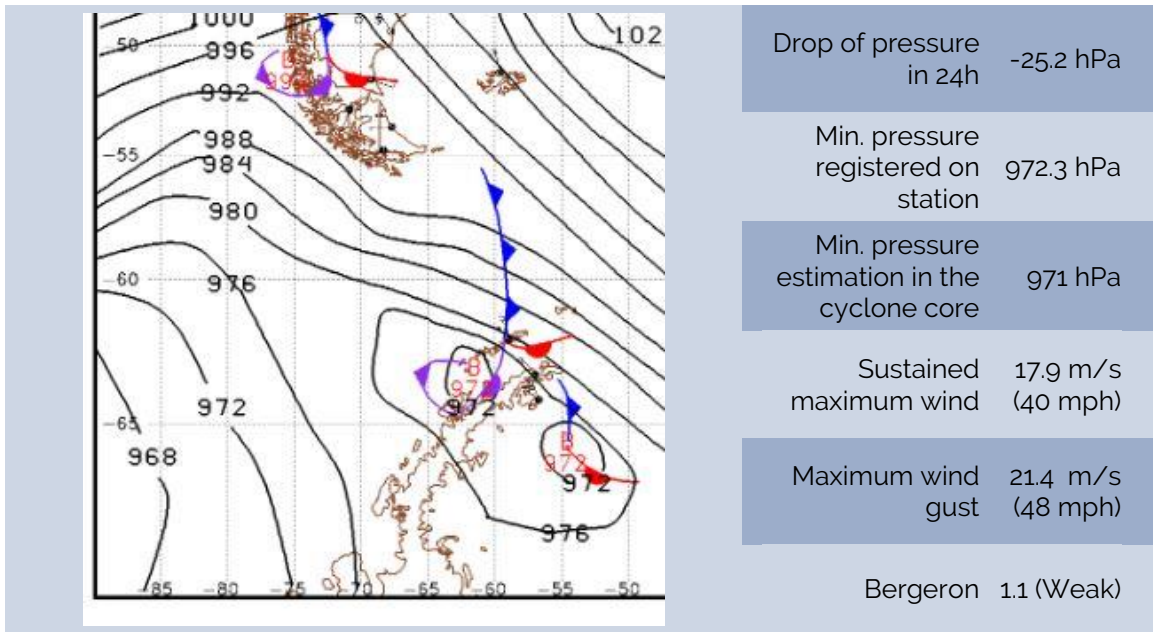 1000
-50
996
102
992
-55
988
984
980
-60
976
972
972
-65
968
972
972
976
-85 -80 -75 -70 -65 -60 -55 -50
Drop of pressure
in 24h
-25.2 hPa
Min. pressure
registered on
station
972.3 hPa
Min. pressure
estimation in the
cyclone core
971 hPa
Sustained
maximum wind
17.9 m/s
(40 mph)
Maximum wind
gust
21.4 m/s
(48 mph)
Bergeron 1.1 (Weak)